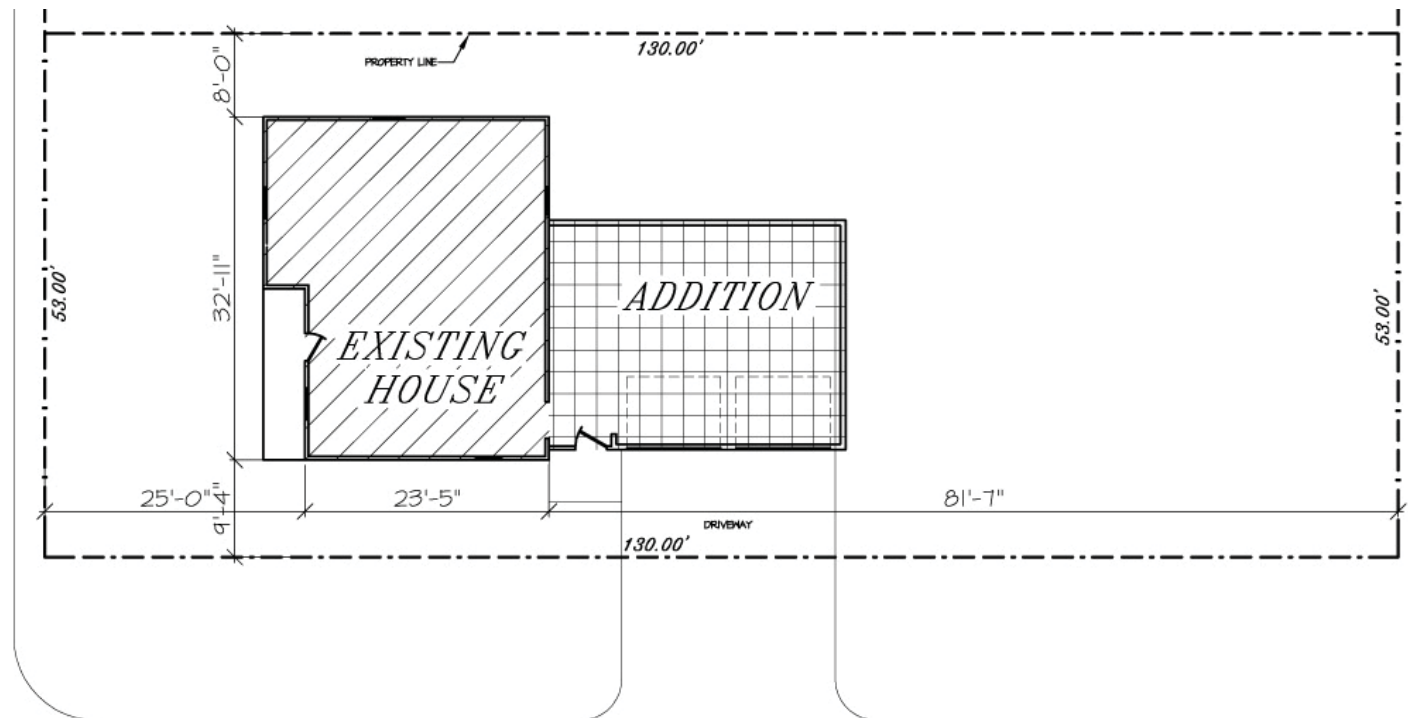 130.00'
PROPERTY LINE
8'-0"
32'-11"
53.00'
ADDITION
EXISTING
HOUSE
53.00'
25'-0"
9'-4"
23'-5"
81'-7"
DRIVEWAY
130.00'